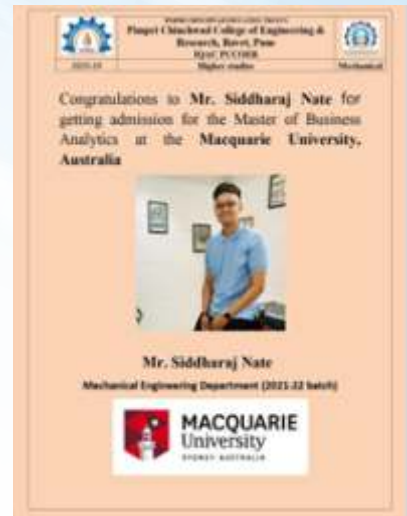 Pimpri Chinchwad College of Engineering &
Research, Ravet, Pune
IQAC PCCOER
Higher studies
Mechanical
Congratulations to Mr. Siddharaj Nate for
getting admission for the Master of Business
Analytics at the Macquarie University,
Australia
Mr. Siddharaj Nate
Mechanical Engineering Department (2021-22 batch)
MACQUARIE
University
SYDNEY·AUSTRALIA